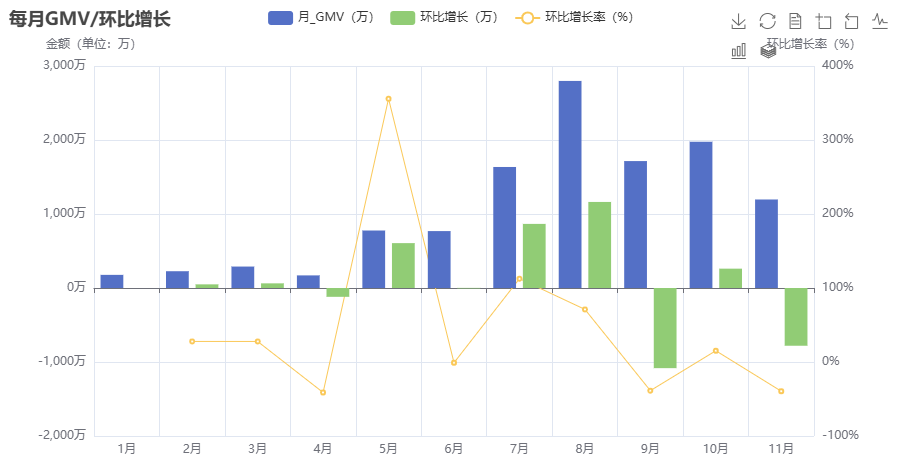 每月GMV/环比增长
月_GMV（万） 环比增长（万） 环比增长率（%）
金额（单位：万） 环比增长率（%）
3,000万 400%
2,000万 300%
1,000万 200%
0万 100%
-1,000万 0%
-2,000万 -100%
1月 2月 3月 4月 5月 6月 7月 8月 9月 10月 11月